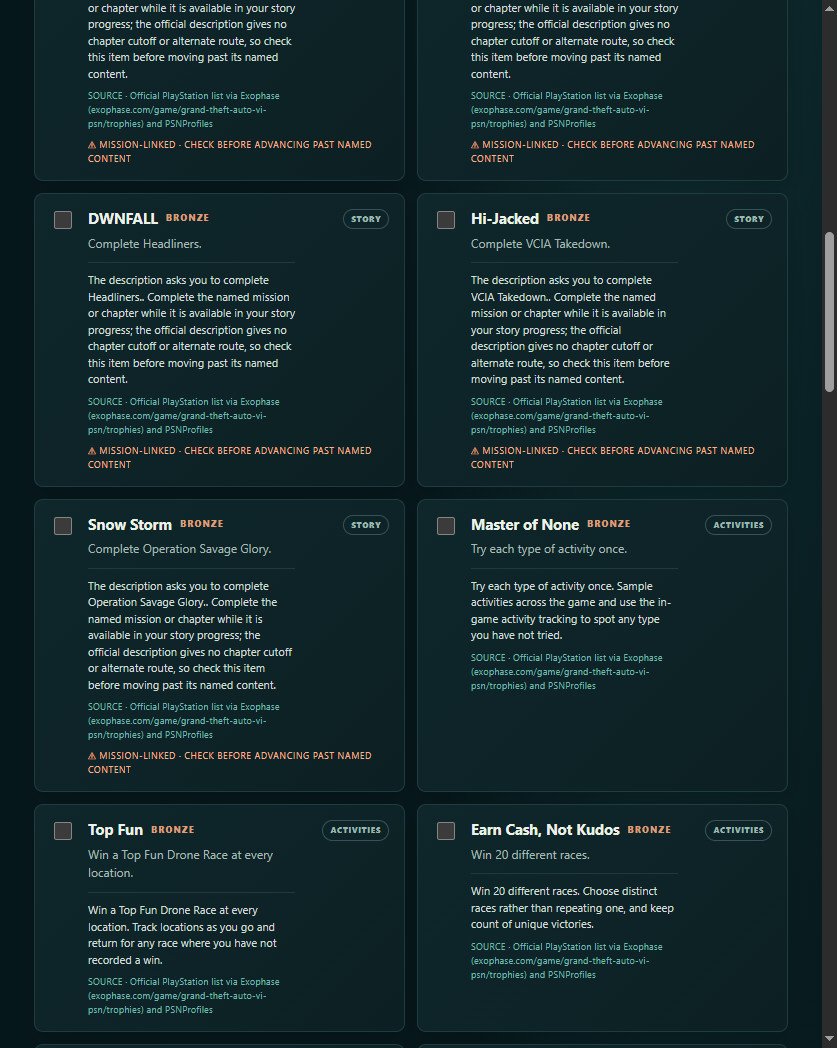 or chapter while it is available in your story
progress; the official description gives no
chapter cutoff or alternate route, so check
this item before moving past its named
content.
SOURCE · Official PlayStation list via Exophase
(exophase.com/game/grand-theft-auto-vi-
psn/trophies) and PSNProfiles
⚠ MISSION-LINKED · CHECK BEFORE ADVANCING PAST NAMED
CONTENT
or chapter while it is available in your story
progress; the official description gives no
chapter cutoff or alternate route, so check
this item before moving past its named
content.
SOURCE · Official PlayStation list via Exophase
(exophase.com/game/grand-theft-auto-vi-
psn/trophies) and PSNProfiles
⚠ MISSION-LINKED · CHECK BEFORE ADVANCING PAST NAMED
CONTENT
DWNFALL BRONZE STORY
Complete Headliners.
The description asks you to complete
Headliners.. Complete the named mission
or chapter while it is available in your story
progress; the official description gives no
chapter cutoff or alternate route, so check
this item before moving past its named
content.
SOURCE · Official PlayStation list via Exophase
(exophase.com/game/grand-theft-auto-vi-
psn/trophies) and PSNProfiles
⚠ MISSION-LINKED · CHECK BEFORE ADVANCING PAST NAMED
CONTENT
Hi-Jacked BRONZE STORY
Complete VCIA Takedown.
The description asks you to complete
VCIA Takedown.. Complete the named
mission or chapter while it is available in
your story progress; the official
description gives no chapter cutoff or
alternate route, so check this item before
moving past its named content.
SOURCE · Official PlayStation list via Exophase
(exophase.com/game/grand-theft-auto-vi-
psn/trophies) and PSNProfiles
⚠ MISSION-LINKED · CHECK BEFORE ADVANCING PAST NAMED
CONTENT
Snow Storm BRONZE STORY
Complete Operation Savage Glory.
The description asks you to complete
Operation Savage Glory.. Complete the
named mission or chapter while it is
available in your story progress; the
official description gives no chapter cutoff
or alternate route, so check this item
before moving past its named content.
SOURCE · Official PlayStation list via Exophase
(exophase.com/game/grand-theft-auto-vi-
psn/trophies) and PSNProfiles
⚠ MISSION-LINKED · CHECK BEFORE ADVANCING PAST NAMED
CONTENT
Master of None BRONZE ACTIVITIES
Try each type of activity once.
Try each type of activity once. Sample
activities across the game and use the in-
game activity tracking to spot any type
you have not tried.
SOURCE · Official PlayStation list via Exophase
(exophase.com/game/grand-theft-auto-vi-
psn/trophies) and PSNProfiles
Top Fun BRONZE ACTIVITIES
Win a Top Fun Drone Race at every
location.
Win a Top Fun Drone Race at every
location. Track locations as you go and
return for any race where you have not
recorded a win.
SOURCE · Official PlayStation list via Exophase
(exophase.com/game/grand-theft-auto-vi-
psn/trophies) and PSNProfiles
Earn Cash, Not Kudos BRONZE ACTIVITIES
Win 20 different races.
Win 20 different races. Choose distinct
races rather than repeating one, and keep
count of unique victories.
SOURCE · Official PlayStation list via Exophase
(exophase.com/game/grand-theft-auto-vi-
psn/trophies) and PSNProfiles